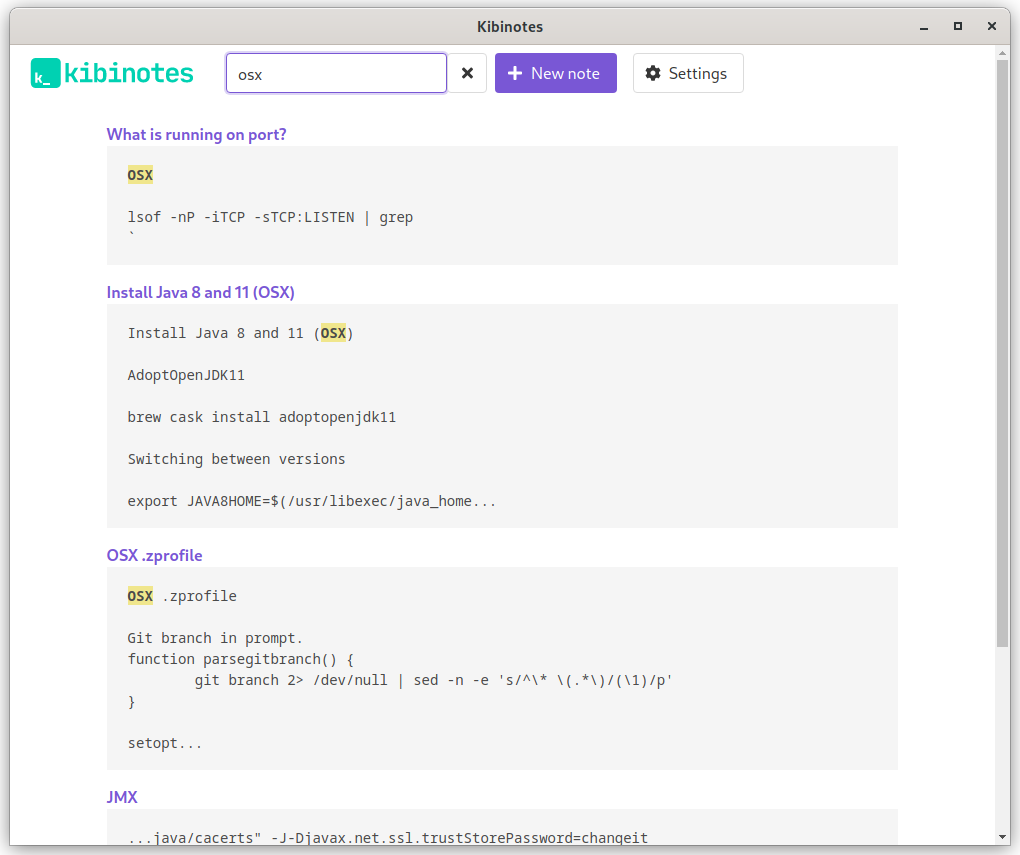 Kibinotes
k_ kibinotes
osx
New note
Settings
What is running on port?
OSX
lsof -nP -iTCP -sTCP:LISTEN | grep
`
Install Java 8 and 11 (OSX)
Install Java 8 and 11 (OSX)
AdoptOpenJDK11
brew cask install adoptopenjdk11
Switching between versions
export JAVA8HOME=$(/usr/libexec/java_home...
OSX .zprofile
OSX .zprofile
Git branch in prompt.
function parsegitbranch() {
        git branch 2> /dev/null | sed -n -e 's/^\* \(.*\)/(\1)/p'
}
setopt...
JMX
...java/cacerts" -J-Djavax.net.ssl.trustStorePassword=changeit